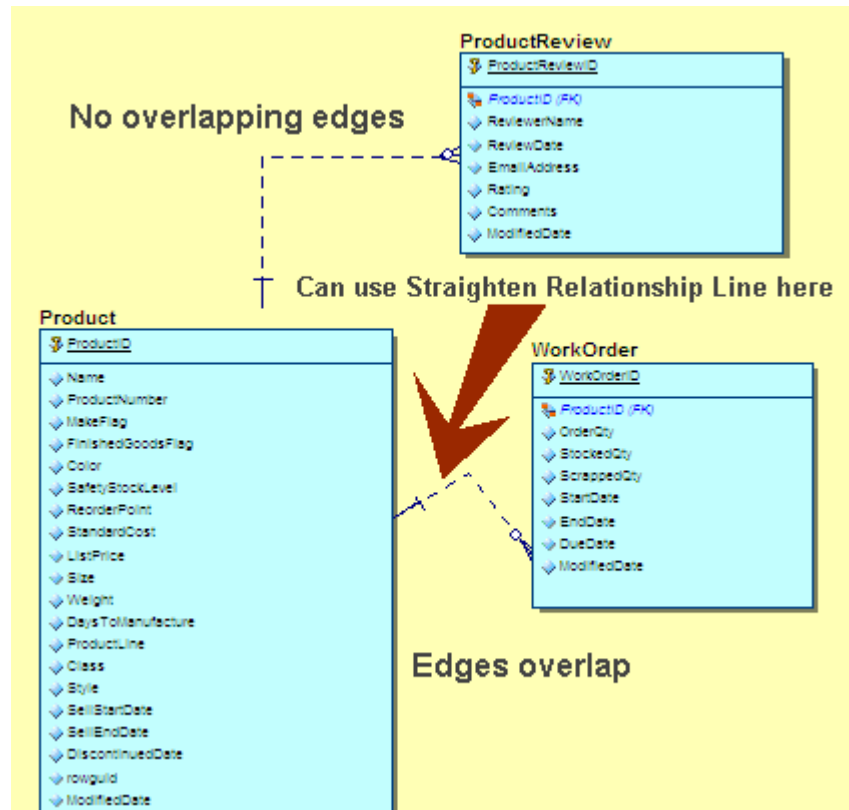 ProductReview
ProductReviewID
ProductID (FK)
ReviewerName
ReviewDate
EmailAddress
Rating
Comments
ModifiedDate
No overlapping edges
Can use Straighten Relationship Line here
Product
ProductID
Name
ProductNumber
MakeFlag
FinishedGoodsFlag
Color
SafetyStockLevel
ReorderPoint
StandardCost
ListPrice
Size
Weight
DaysToManufacture
ProductLine
Class
Style
SellStartDate
SellEndDate
DiscontinuedDate
rowguid
ModifiedDate
WorkOrder
WorkOrderID
ProductID (FK)
OrderQty
StockedQty
ScrappedQty
StartDate
EndDate
DueDate
ModifiedDate
Edges overlap